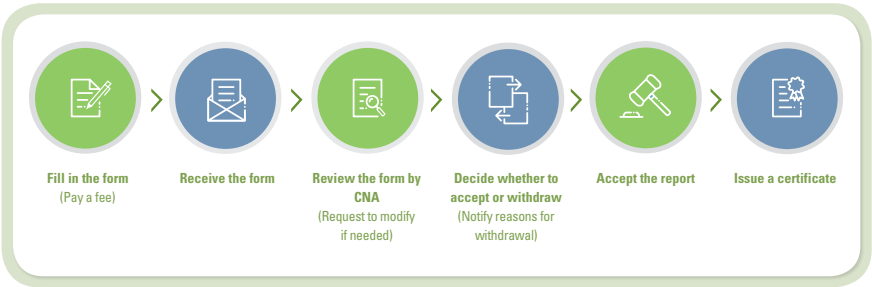 Fill in the form
(Pay a fee)
Receive the form
Review the form by
CNA
(Request to modify
if needed)
Decide whether to
accept or withdraw
(Notify reasons for
withdrawal)
Accept the report
Issue a certificate